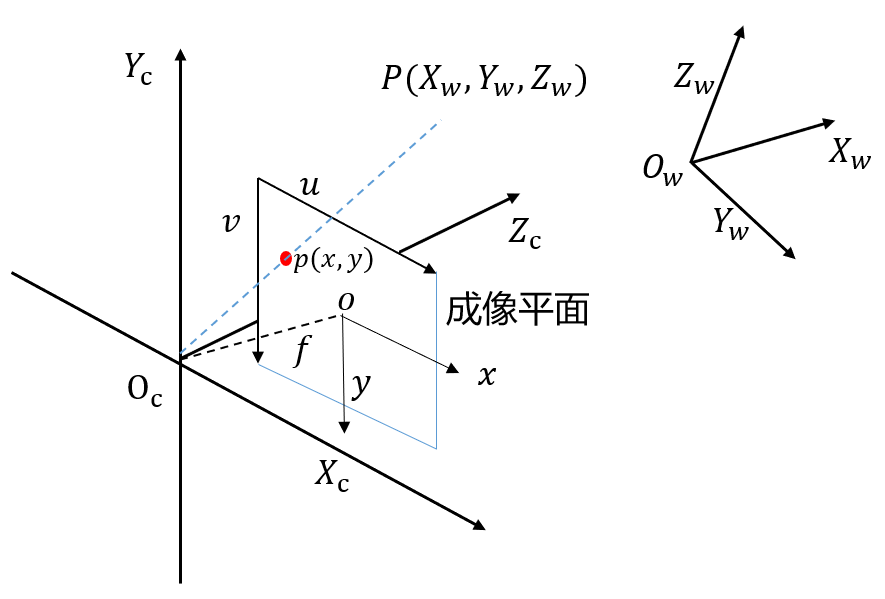 Y_c
P(X_w, Y_w, Z_w)
Z_w
X_w
O_w
Y_w
u
v
Z_c
p(x, y)
o
成像平面
f
x
y
O_c
X_c